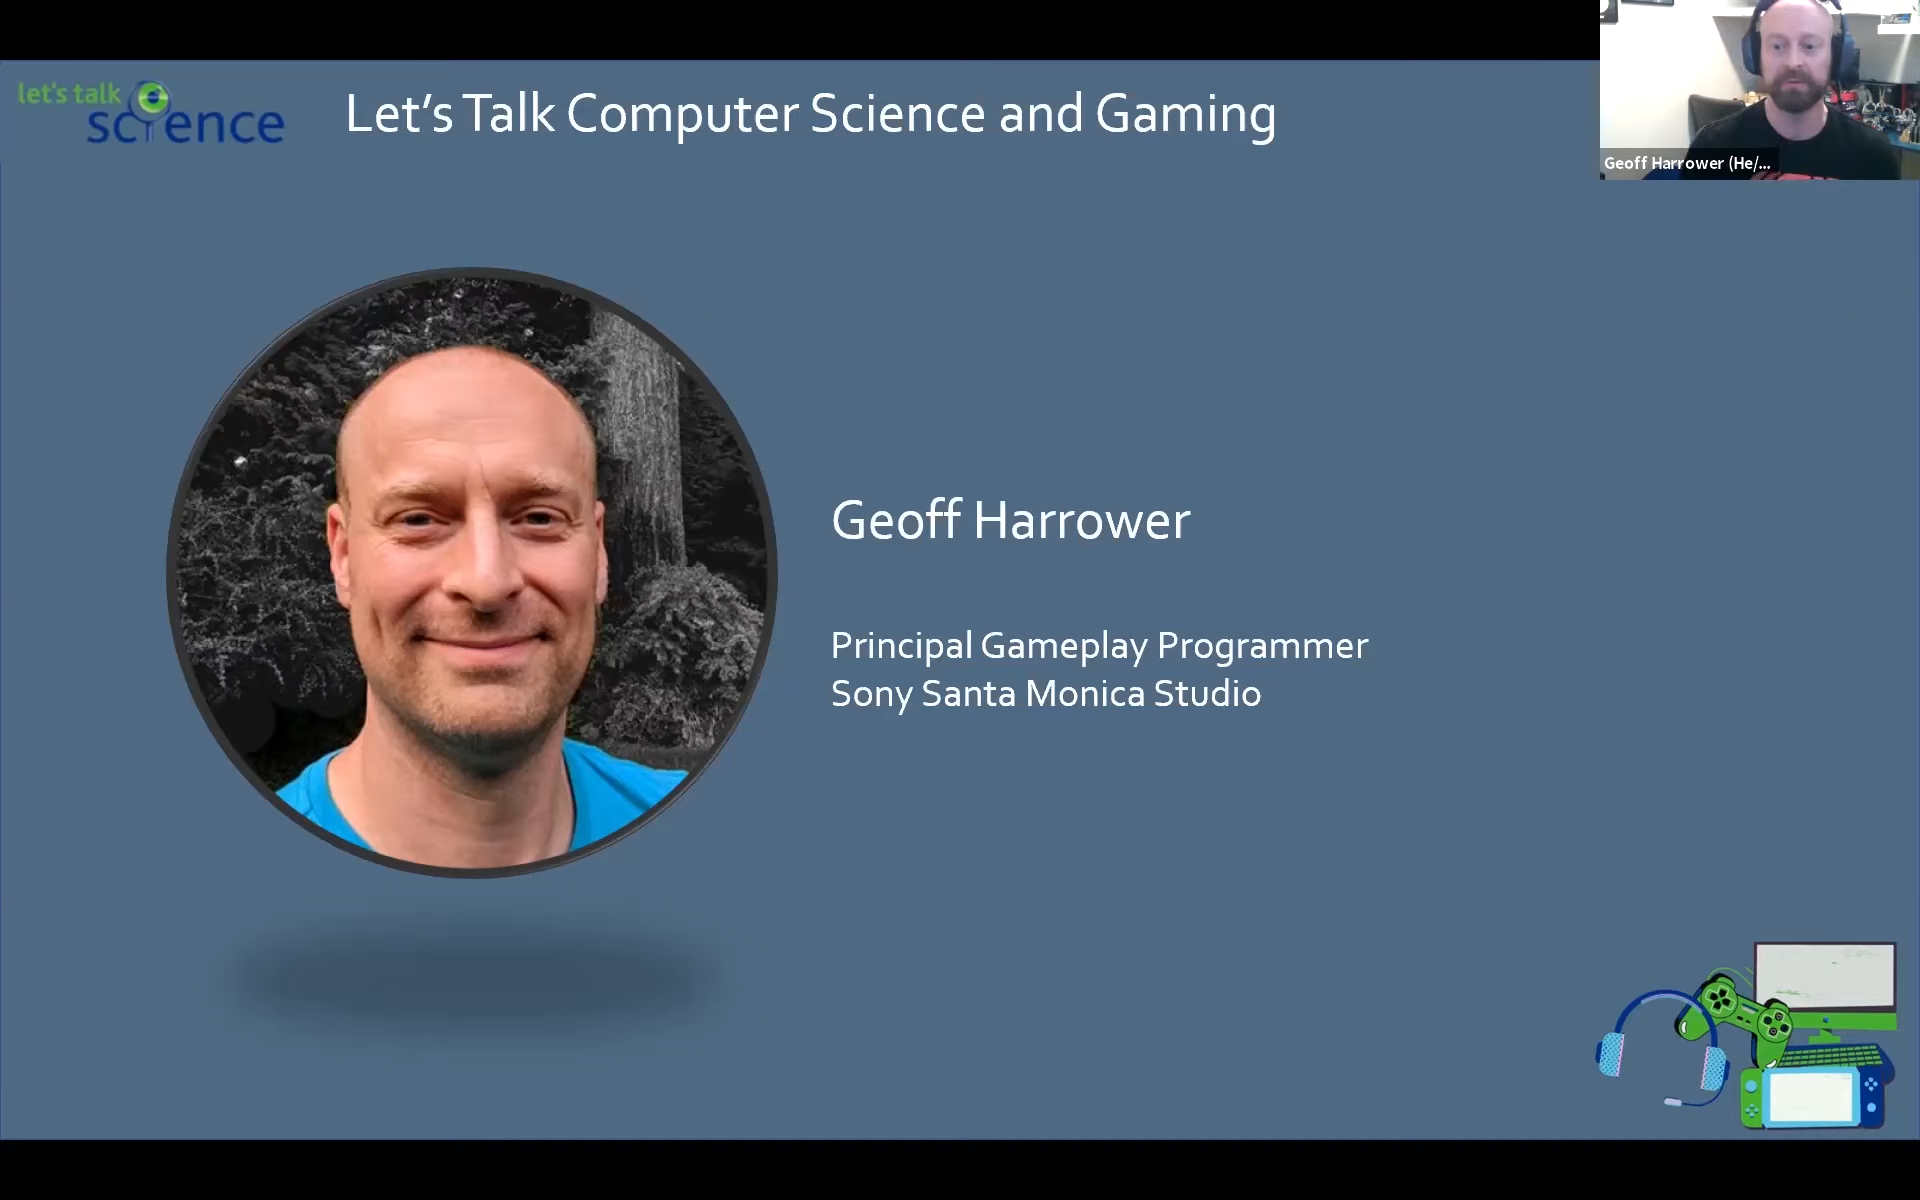 let's talk
science
Let's Talk Computer Science and Gaming
Geoff Harrower (He/...
Geoff Harrower
Principal Gameplay Programmer
Sony Santa Monica Studio